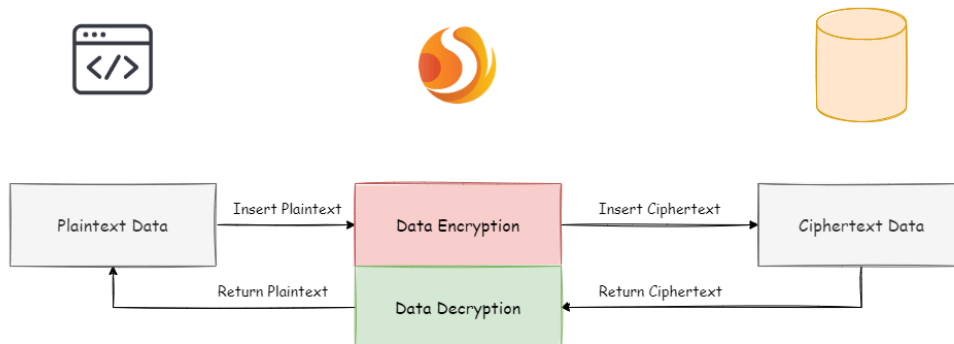 </>
Insert Plaintext
Insert Ciphertext
Plaintext Data
Data Encryption
Ciphertext Data
Return Plaintext
Return Ciphertext
Data Decryption